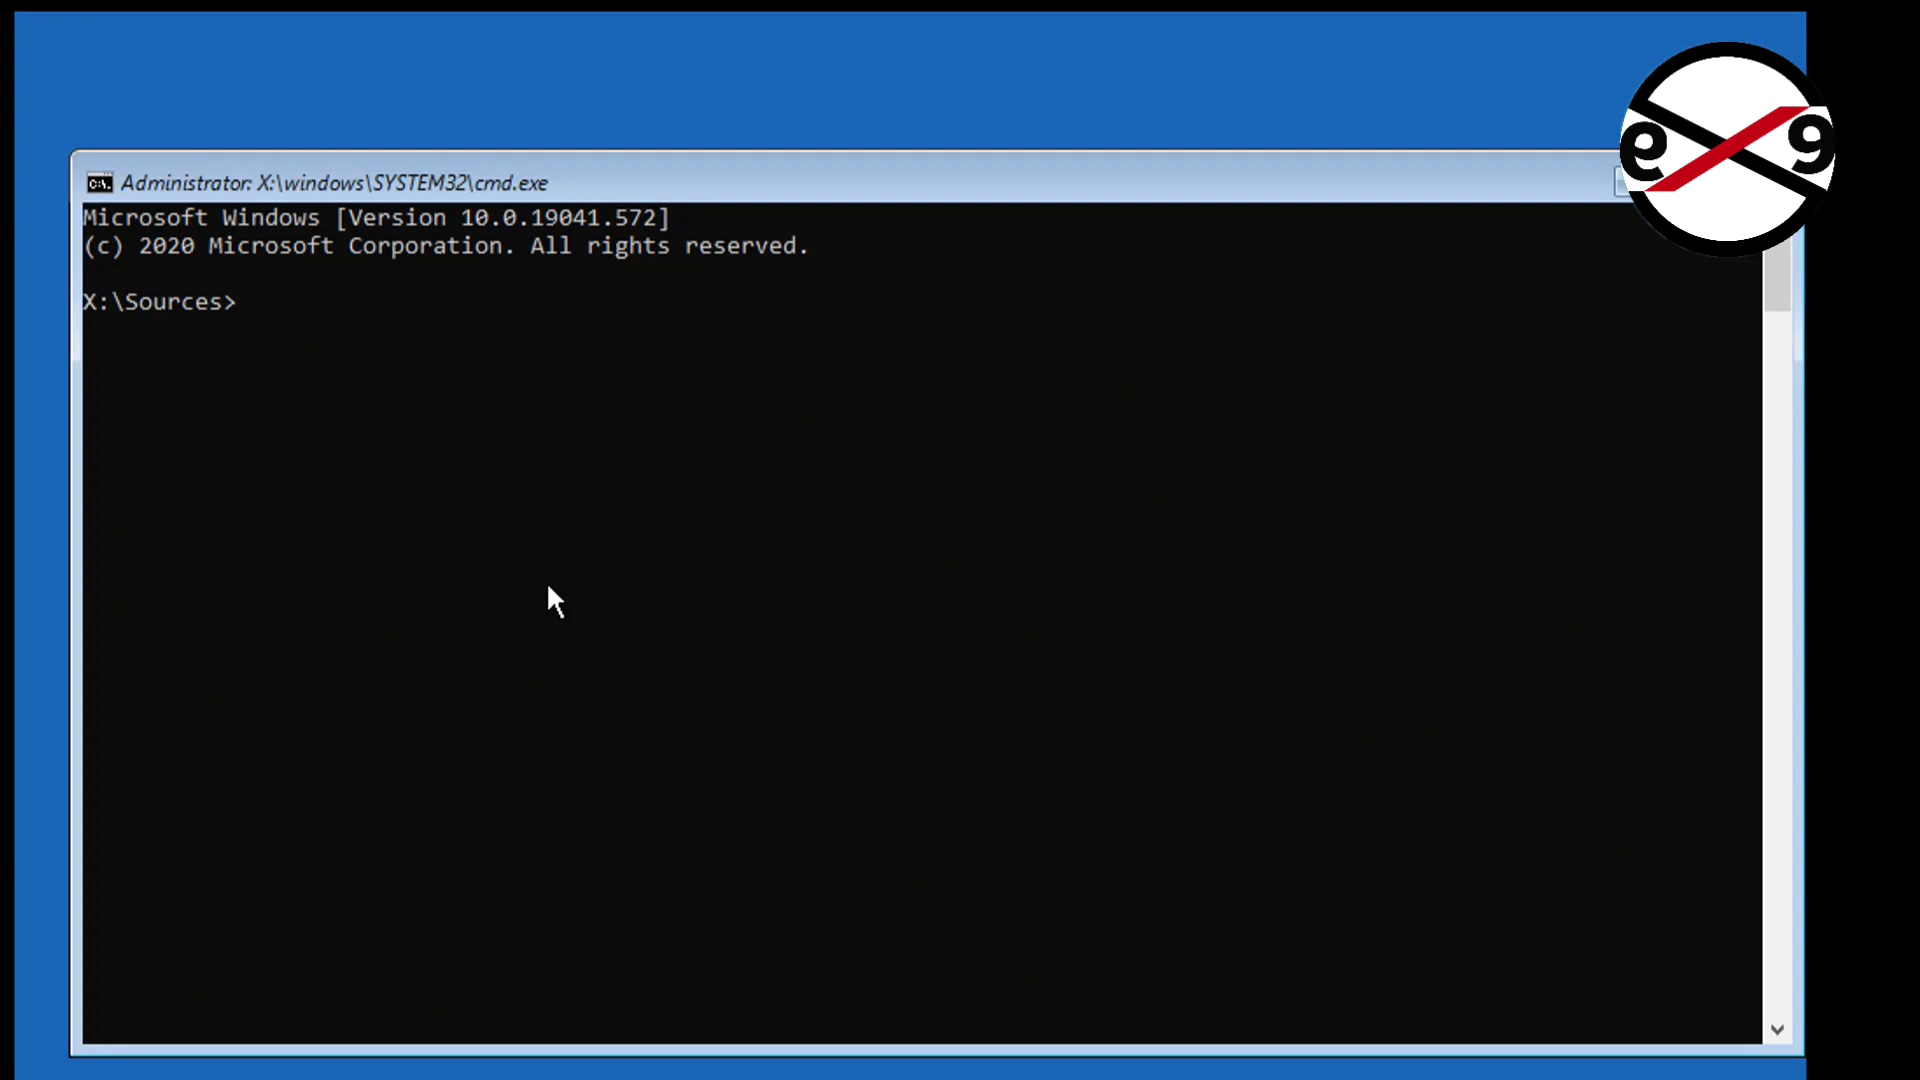 Administrator: X:\windows\SYSTEM32\cmd.exe
Microsoft Windows [Version 10.0.19041.572]
(c) 2020 Microsoft Corporation. All rights reserved.
X:\Sources>
e9